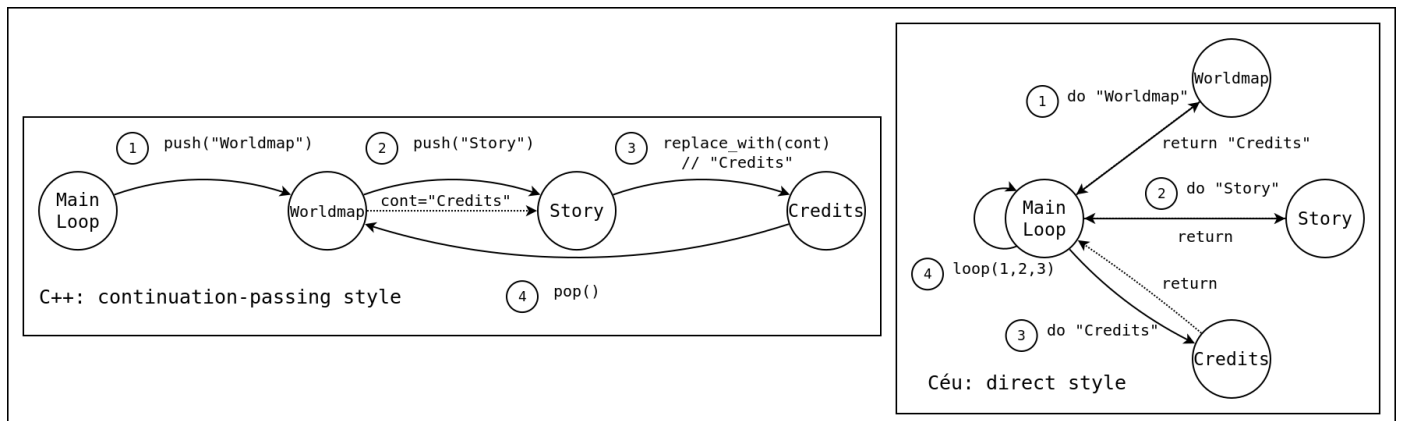 1 push("Worldmap")
2 push("Story")
3 replace_with(cont)
// "Credits"
Main
Loop
Worldmap
cont="Credits"
Story
Credits
C++: continuation-passing style
4 pop()
Worldmap
1 do "Worldmap"
return "Credits"
2 do "Story"
Main
Loop
Story
return
4 loop(1,2,3)
return
3 do "Credits"
Credits
Céu: direct style